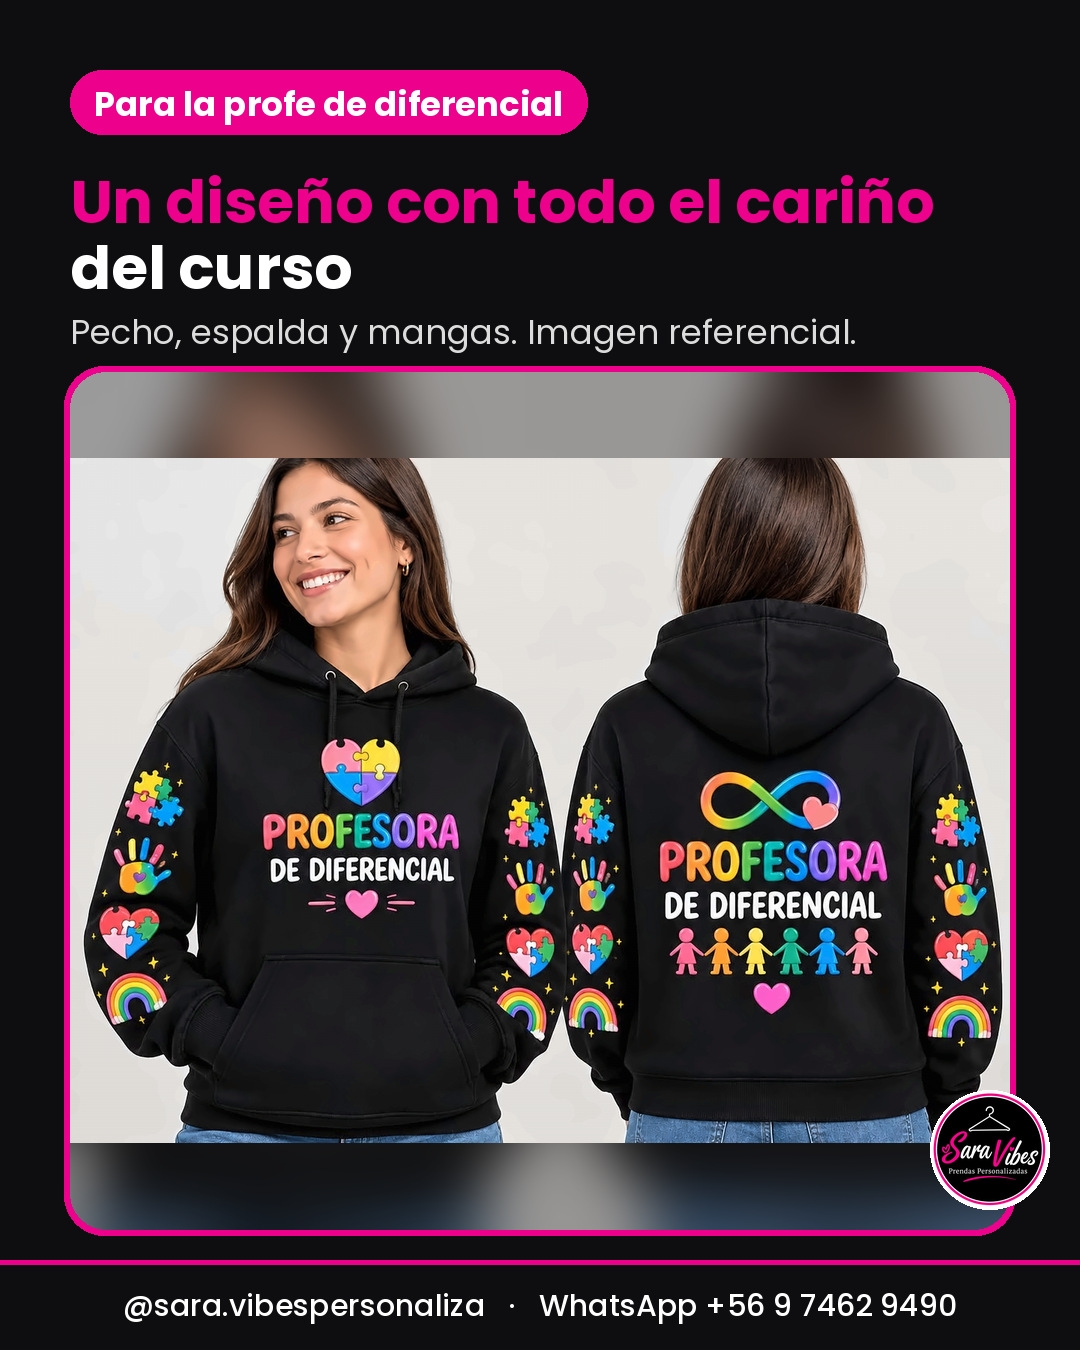 Para la profe de diferencial
Un diseño con todo el cariño
del curso
Pecho, espalda y mangas. Imagen referencial.
PROFESORA
DE DIFERENCIAL
PROFESORA
DE DIFERENCIAL
Sara Vibes
Prendas Personalizadas
@sara.vibespersonaliza · WhatsApp +56 9 7462 9490